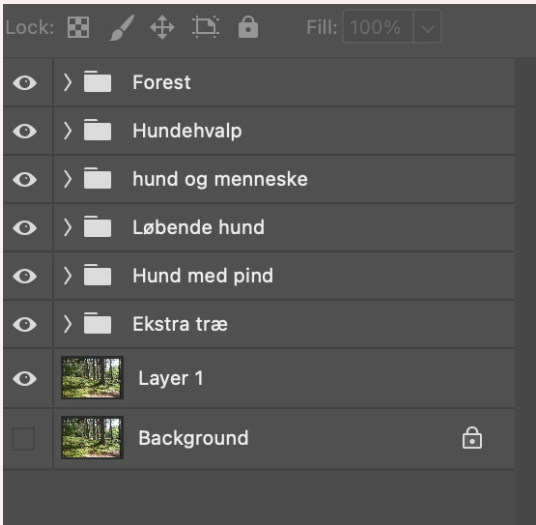 Lock: Fill: 100%
Forest
Hundehvalp
hund og menneske
Løbende hund
Hund med pind
Ekstra træ
Layer 1
Background